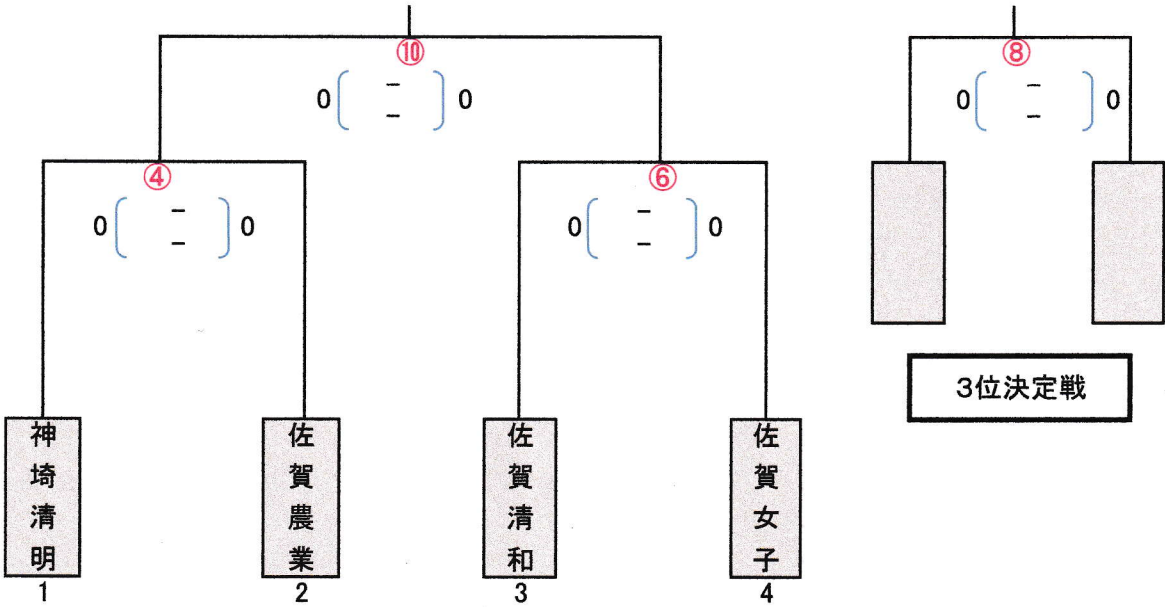 ⑩
⑧
0 ( - - ) 0
0 ( - - ) 0
④
⑥
0 ( - - ) 0
0 ( - - ) 0
3位決定戦
神埼清明
佐賀農業
佐賀清和
佐賀女子
1
2
3
4